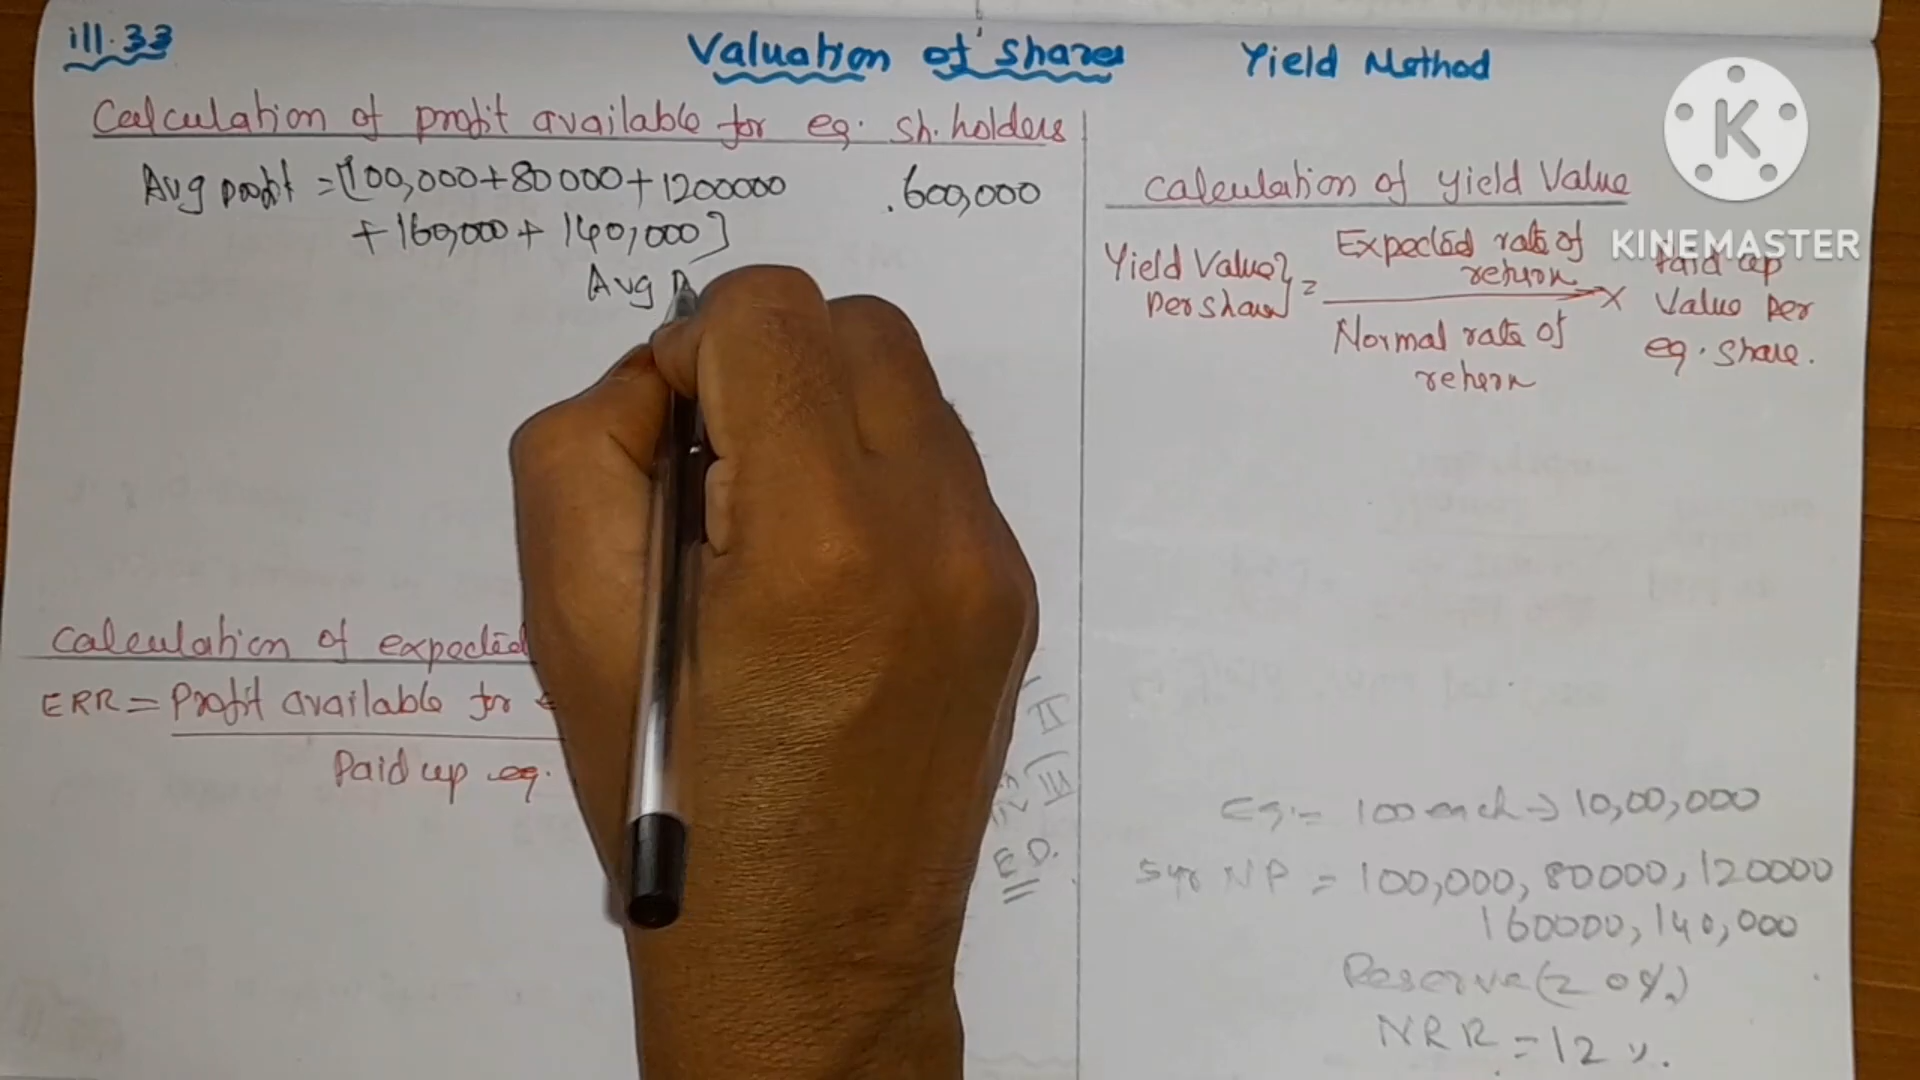 ill.33
Valuation of Shares Yield Method
Calculation of profit available for eq. sh. holders
Avg profit = [100,000+80000+1200000 .600,000
+160,000+ 140,000]
Avg
Calculation of expected
ERR = Profit available for
Paid up eq.
K
KINEMASTER
Calculation of yield Value
Yield Value } = Expected rate of return × Paid up
Per share Normal rate of return Value per
eq. share.
II
III
IV
E D.
Eq. = 100 each → 10,00,000
5yr NP = 100,000, 80000, 120000
160000, 140,000
Reserve (20%)
NRR = 12 %.